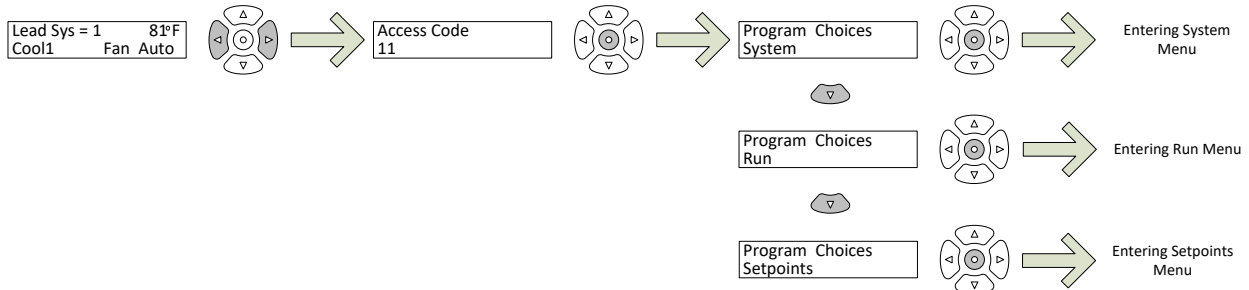 Lead Sys = 1 81°F
Cool1 Fan Auto
Access Code
11
Program Choices
System
Entering System
Menu
Program Choices
Run
Entering Run Menu
Program Choices
Setpoints
Entering Setpoints
Menu